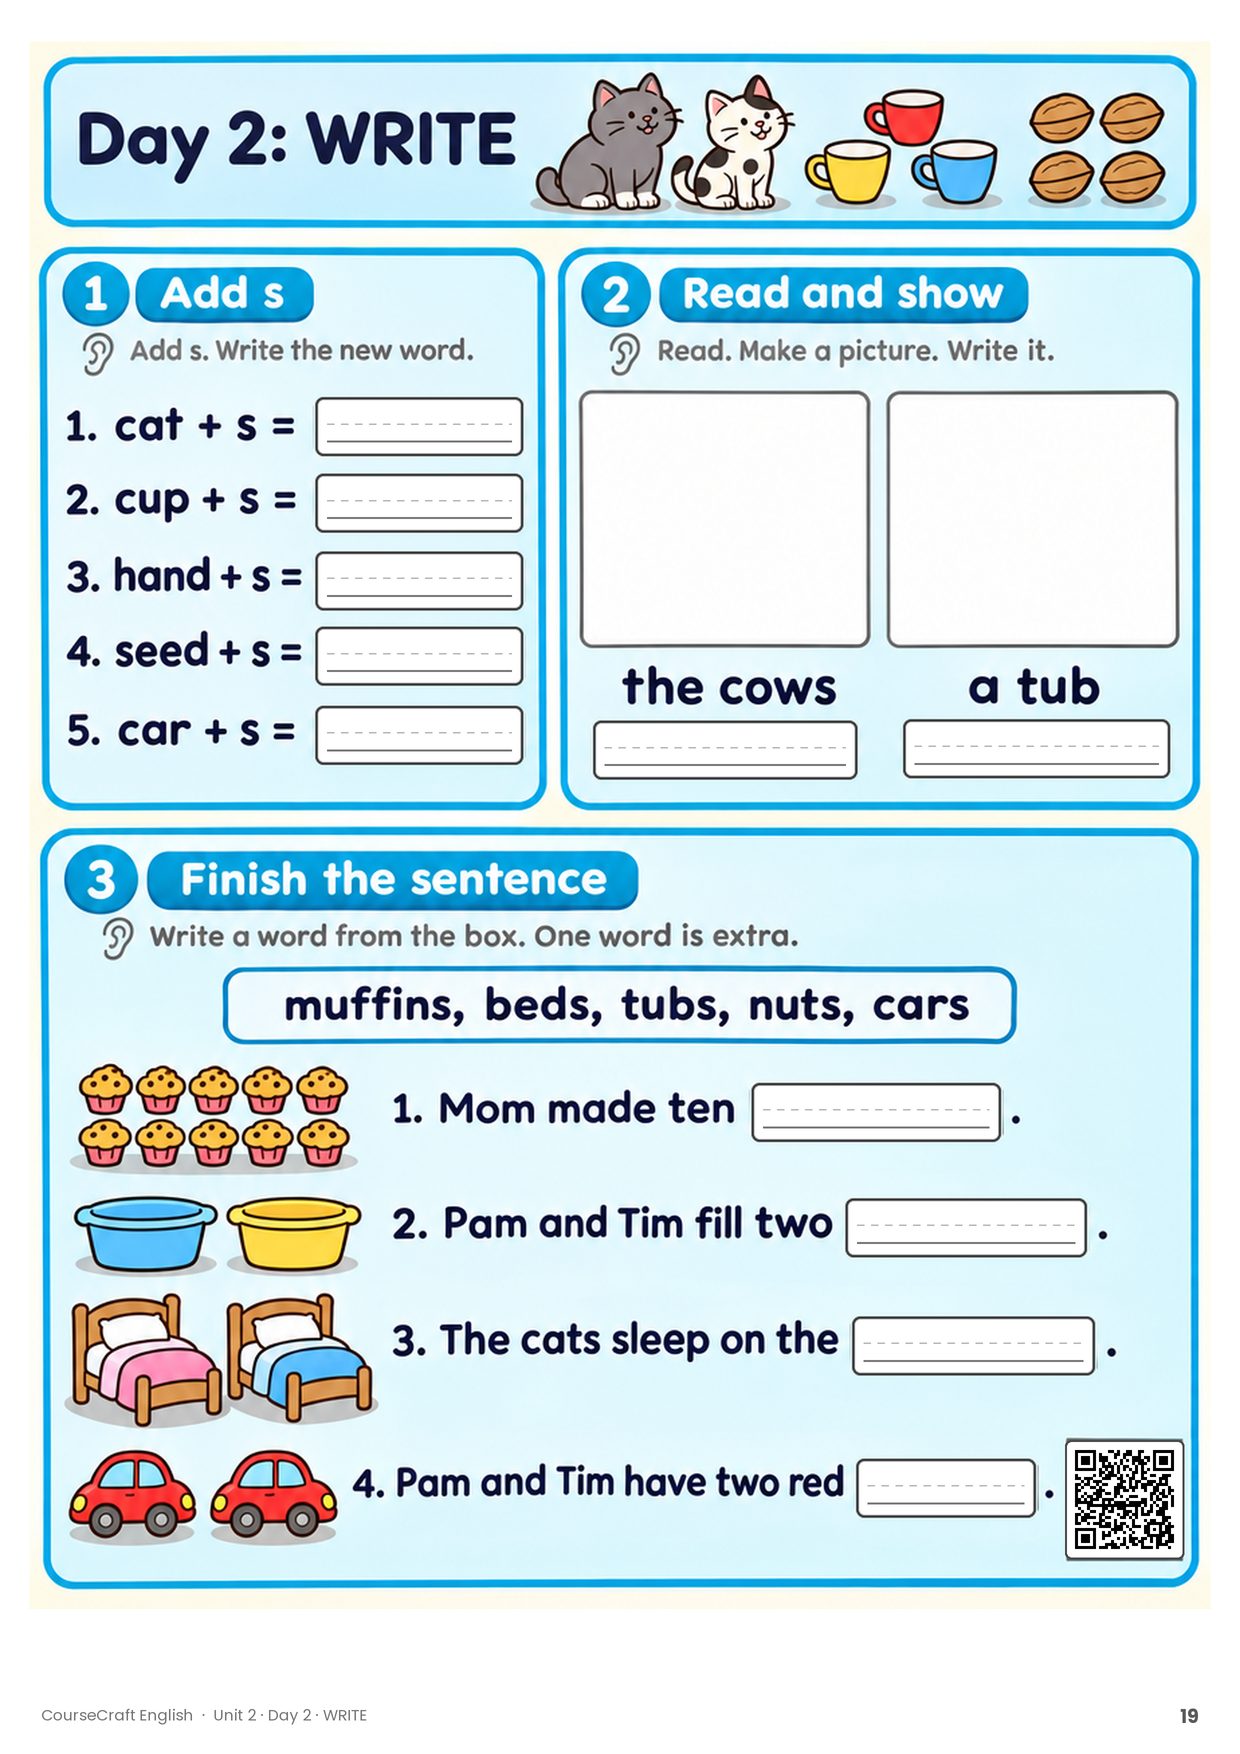 Day 2: WRITE
1 Add s
Add s. Write the new word.
1. cat + s =
2. cup + s =
3. hand + s =
4. seed + s =
5. car + s =
2 Read and show
Read. Make a picture. Write it.
the cows
a tub
3 Finish the sentence
Write a word from the box. One word is extra.
muffins, beds, tubs, nuts, cars
1. Mom made ten .
2. Pam and Tim fill two .
3. The cats sleep on the .
4. Pam and Tim have two red .
CourseCraft English · Unit 2 · Day 2 · WRITE
19